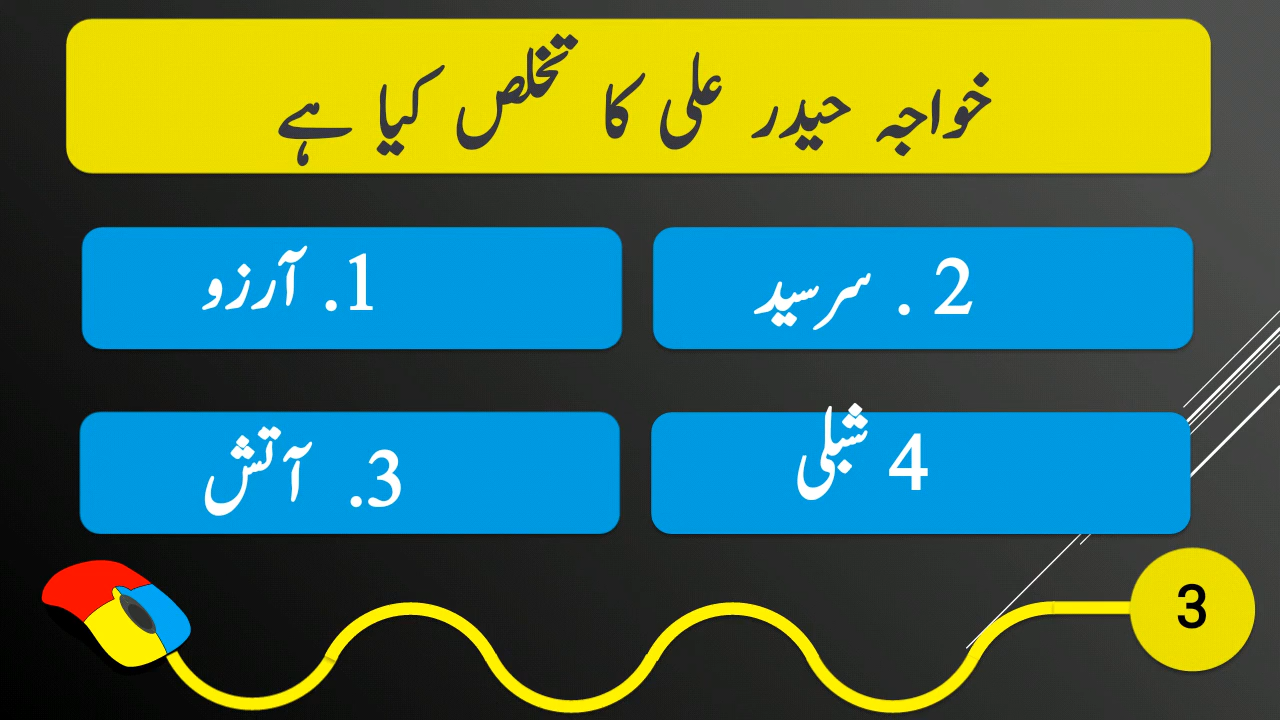 خواجہ حیدر علی کا تخلص کیا ہے
1. آرزو
2 . سرسید
3. آتش
4 شبلی
3